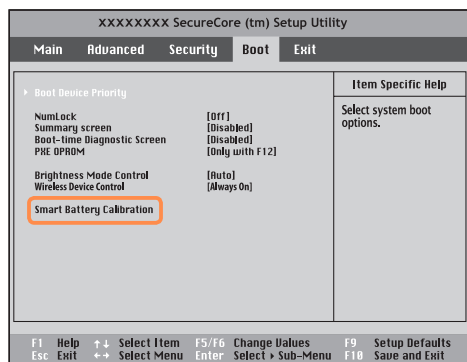 XXXXXXXX SecureCore (tm) Setup Utility
Main Advanced Security Boot Exit
Item Specific Help
Select system boot
options.
▸ Boot Device Priority
NumLock [Off]
Summary screen [Disabled]
Boot-time Diagnostic Screen [Disabled]
PXE OPROM [Only with F12]
Brightness Mode Control [Auto]
Wireless Device Control [Always On]
Smart Battery Calibration
F1 Help ↑↓ Select Item F5/F6 Change Values F9 Setup Defaults
Esc Exit ←→ Select Menu Enter Select ▸ Sub-Menu F10 Save and Exit